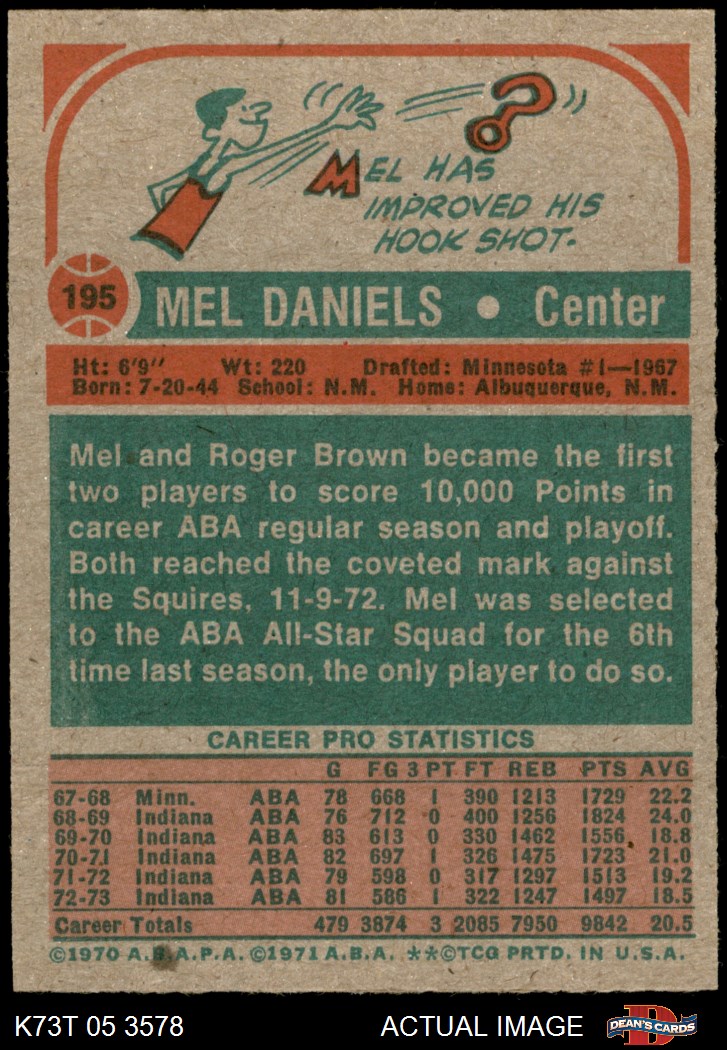 MEL HAS
IMPROVED HIS
HOOK SHOT.
195 MEL DANIELS • Center
Ht: 6'9" Wt: 220 Drafted: Minnesota #1—1967
Born: 7-20-44 School: N.M. Home: Albuquerque, N.M.
Mel and Roger Brown became the first
two players to score 10,000 Points in
career ABA regular season and playoff.
Both reached the coveted mark against
the Squires, 11-9-72. Mel was selected
to the ABA All-Star Squad for the 6th
time last season, the only player to do so.
CAREER PRO STATISTICS
G FG 3 PT FT REB PTS AVG
67-68 Minn. ABA 78 668 1 390 1213 1729 22.2
68-69 Indiana ABA 76 712 0 400 1256 1824 24.0
69-70 Indiana ABA 83 613 0 330 1462 1556 18.8
70-71 Indiana ABA 82 697 1 326 1475 1723 21.0
71-72 Indiana ABA 79 598 0 317 1297 1513 19.2
72-73 Indiana ABA 81 586 1 322 1247 1497 18.5
Career Totals 479 3874 3 2085 7950 9842 20.5
©1970 A.B.A.P.A. ©1971 A.B.A. **©TCG PRTD. IN U.S.A.
K73T 05 3578 ACTUAL IMAGE D DEAN'S CARDS